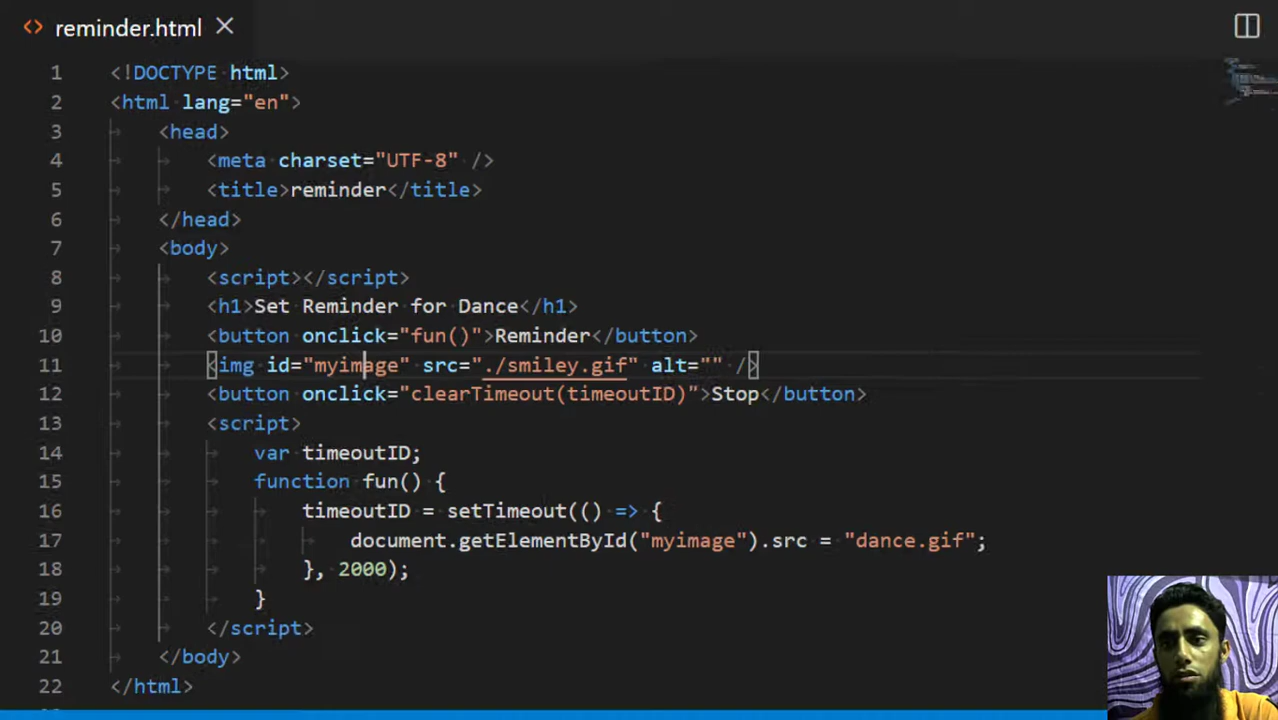 reminder.html
1 <!DOCTYPE html>
2 <html lang="en">
3 <head>
4 <meta charset="UTF-8" />
5 <title>reminder</title>
6 </head>
7 <body>
8 <script></script>
9 <h1>Set Reminder for Dance</h1>
10 <button onclick="fun()">Reminder</button>
11 <img id="myimage" src="./smiley.gif" alt="" />
12 <button onclick="clearTimeout(timeoutID)">Stop</button>
13 <script>
14 var timeoutID;
15 function fun() {
16 timeoutID = setTimeout(() => {
17 document.getElementById("myimage").src = "dance.gif";
18 }, 2000);
19 }
20 </script>
21 </body>
22 </html>